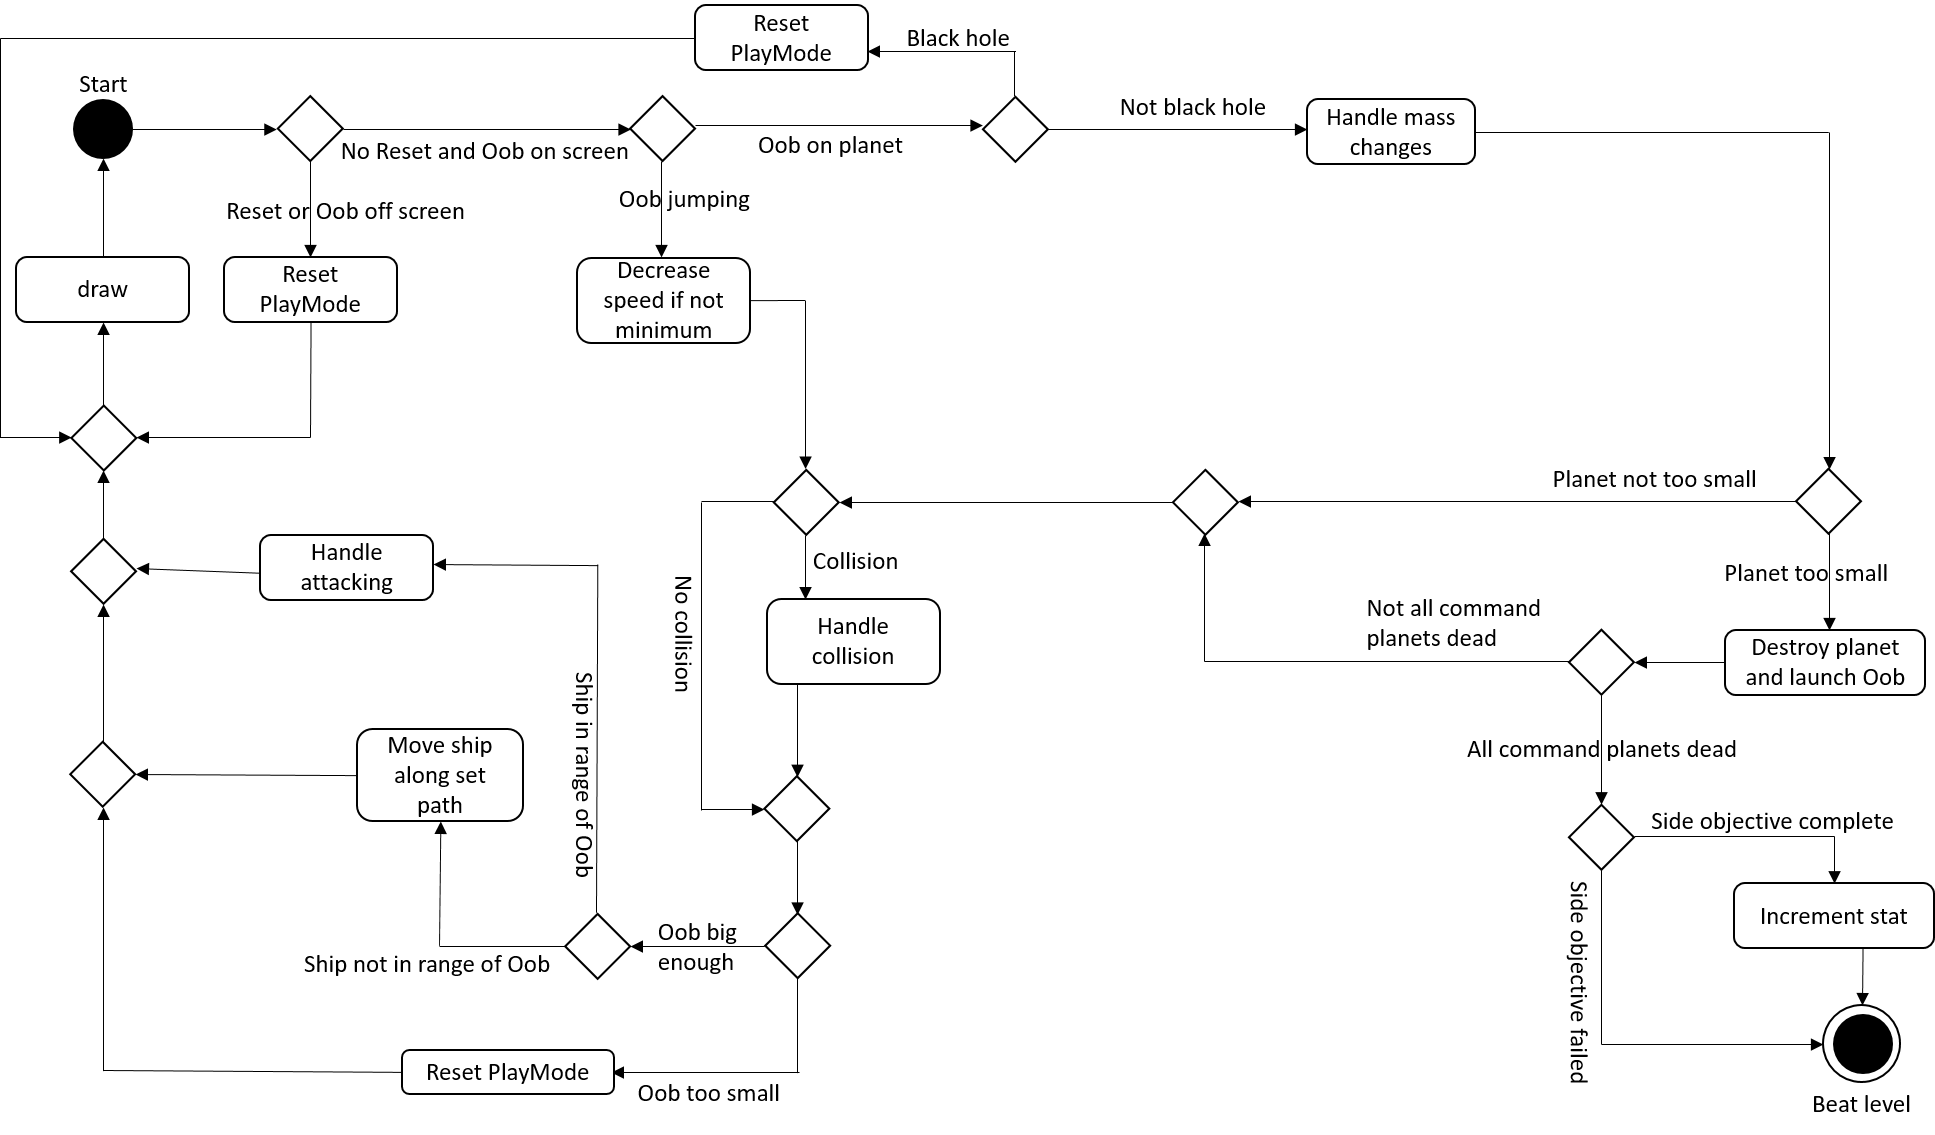 Reset
PlayMode
Black hole
Start
Not black hole
Handle mass
changes
No Reset and Oob on screen
Oob on planet
Oob jumping
Reset or Oob off screen
draw
Reset
PlayMode
Decrease
speed if not
minimum
Planet not too small
Collision
Planet too small
Handle
attacking
No collision
Handle
collision
Not all command
planets dead
Destroy planet
and launch Oob
Ship in range of Oob
Move ship
along set
path
All command planets dead
Side objective complete
Oob big
enough
Ship not in range of Oob
Side objective failed
Increment stat
Reset PlayMode
Oob too small
Beat level